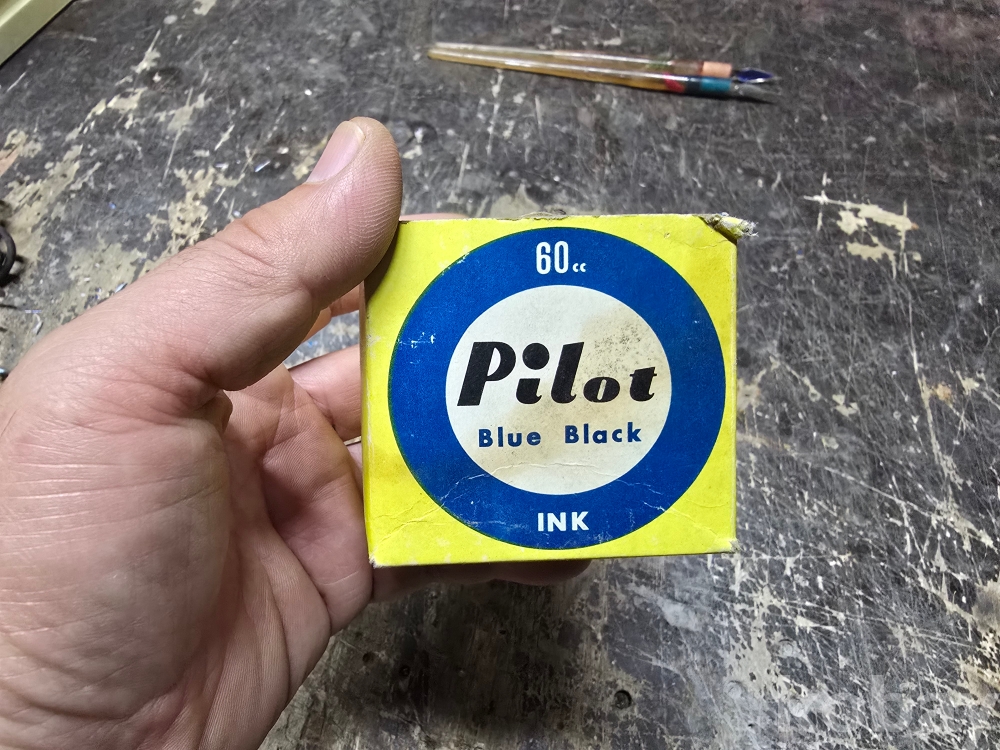 60cc
Pilot
Blue Black
INK